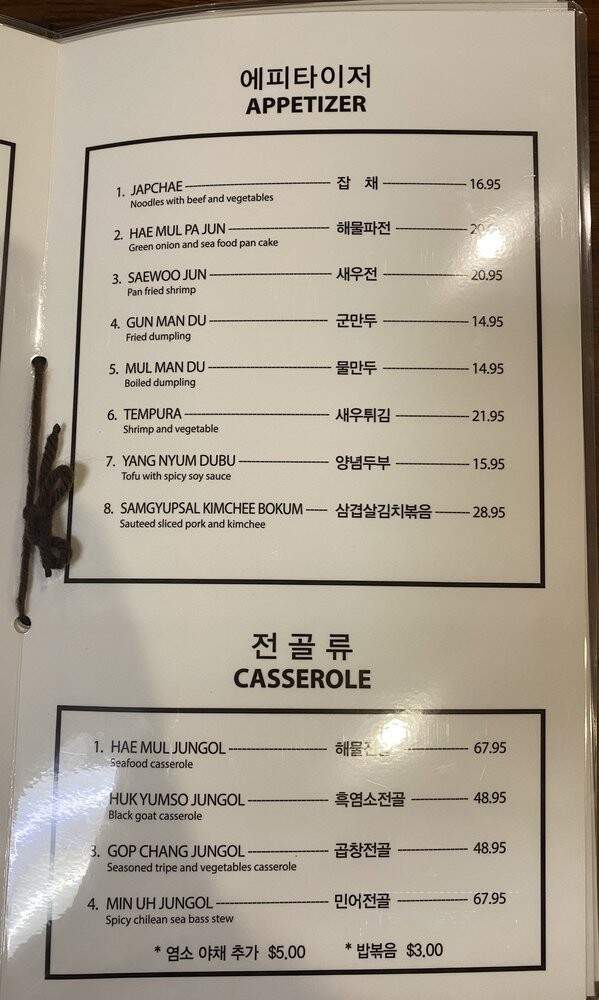 에피타이저
APPETIZER
1. JAPCHAE 잡 채 16.95
Noodles with beef and vegetables
2. HAE MUL PA JUN 해물파전
Green onion and sea food pan cake
3. SAEWOO JUN 새우전 20.95
Pan fried shrimp
4. GUN MAN DU 군만두 14.95
Fried dumpling
5. MUL MAN DU 물만두 14.95
Boiled dumpling
6. TEMPURA 새우튀김 21.95
Shrimp and vegetable
7. YANG NYUM DUBU 양념두부 15.95
Tofu with spicy soy sauce
8. SAMGYUPSAL KIMCHEE BOKUM 삼겹살김치볶음 28.95
Sauteed sliced pork and kimchee
전골류
CASSEROLE
1. HAE MUL JUNGOL 67.95
Seafood casserole
HUK YUMSO JUNGOL 흑염소전골 48.95
Black goat casserole
3. GOP CHANG JUNGOL 곱창전골 48.95
Seasoned tripe and vegetables casserole
4. MIN UH JUNGOL 민어전골 67.95
Spicy chilean sea bass stew
* 염소 야채 추가 $5.00 * 밥볶음 $3.00